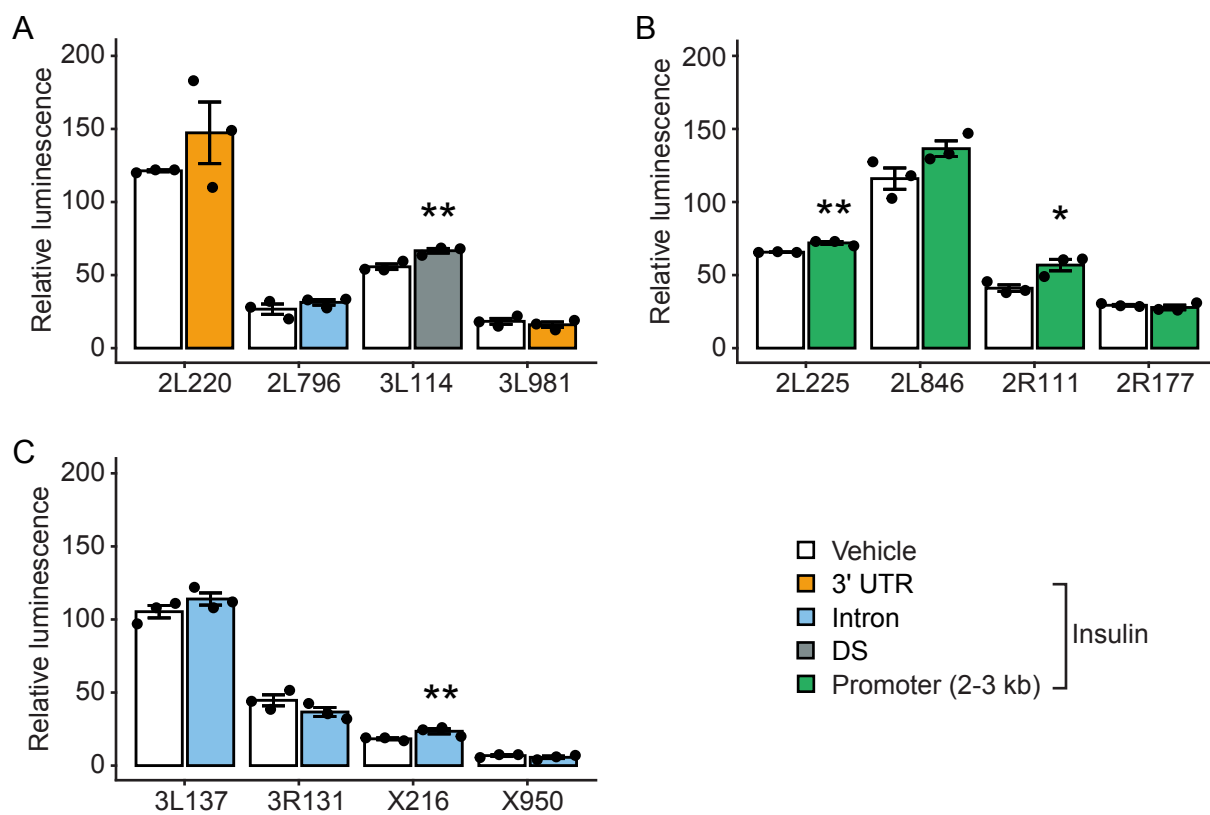 A
Relative luminescence
200
150
100
50
0
**
2L220 2L796 3L114 3L981
B
Relative luminescence
200
150
100
50
0
** *
2L225 2L846 2R111 2R177
C
Relative luminescence
200
150
100
50
0
**
3L137 3R131 X216 X950
Vehicle
3' UTR
Intron
DS
Promoter (2-3 kb)
Insulin